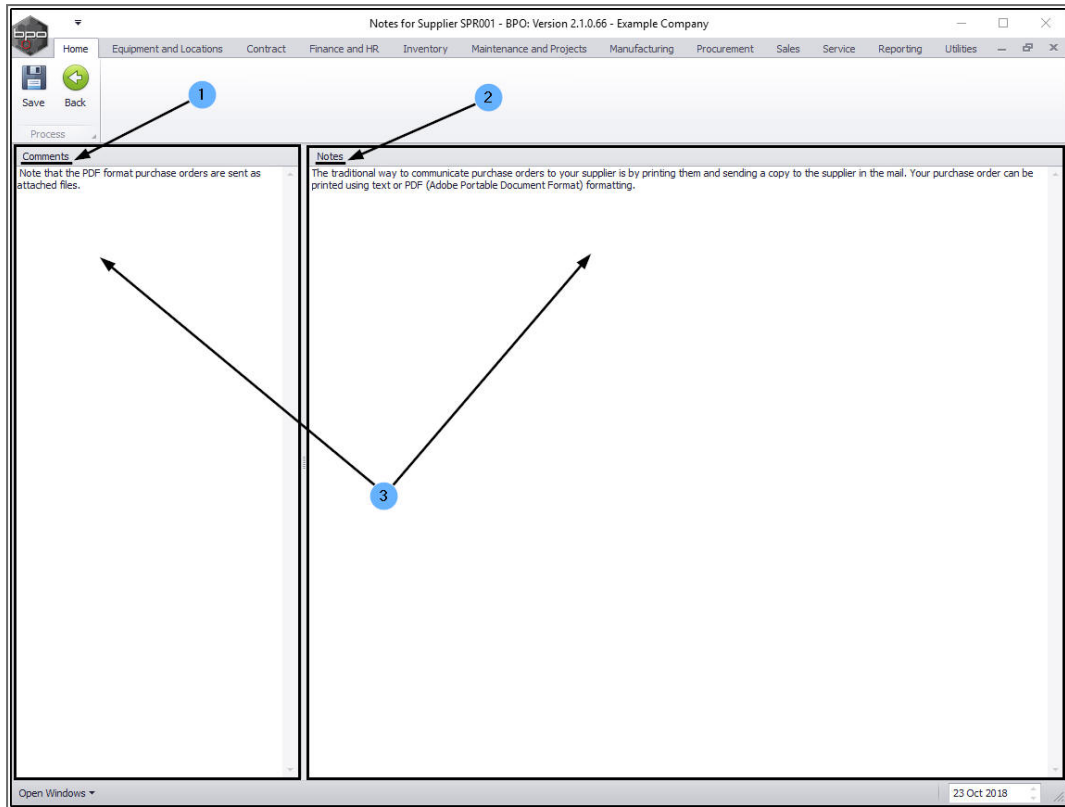 Notes for Supplier SPR001 - BPO: Version 2.1.0.66 - Example Company
bpo
Home Equipment and Locations Contract Finance and HR Inventory Maintenance and Projects Manufacturing Procurement Sales Service Reporting Utilities
Save Back
Process
1
2
Comments
Note that the PDF format purchase orders are sent as
attached files.
Notes
The traditional way to communicate purchase orders to your supplier is by printing them and sending a copy to the supplier in the mail. Your purchase order can be
printed using text or PDF (Adobe Portable Document Format) formatting.
3
Open Windows
23 Oct 2018